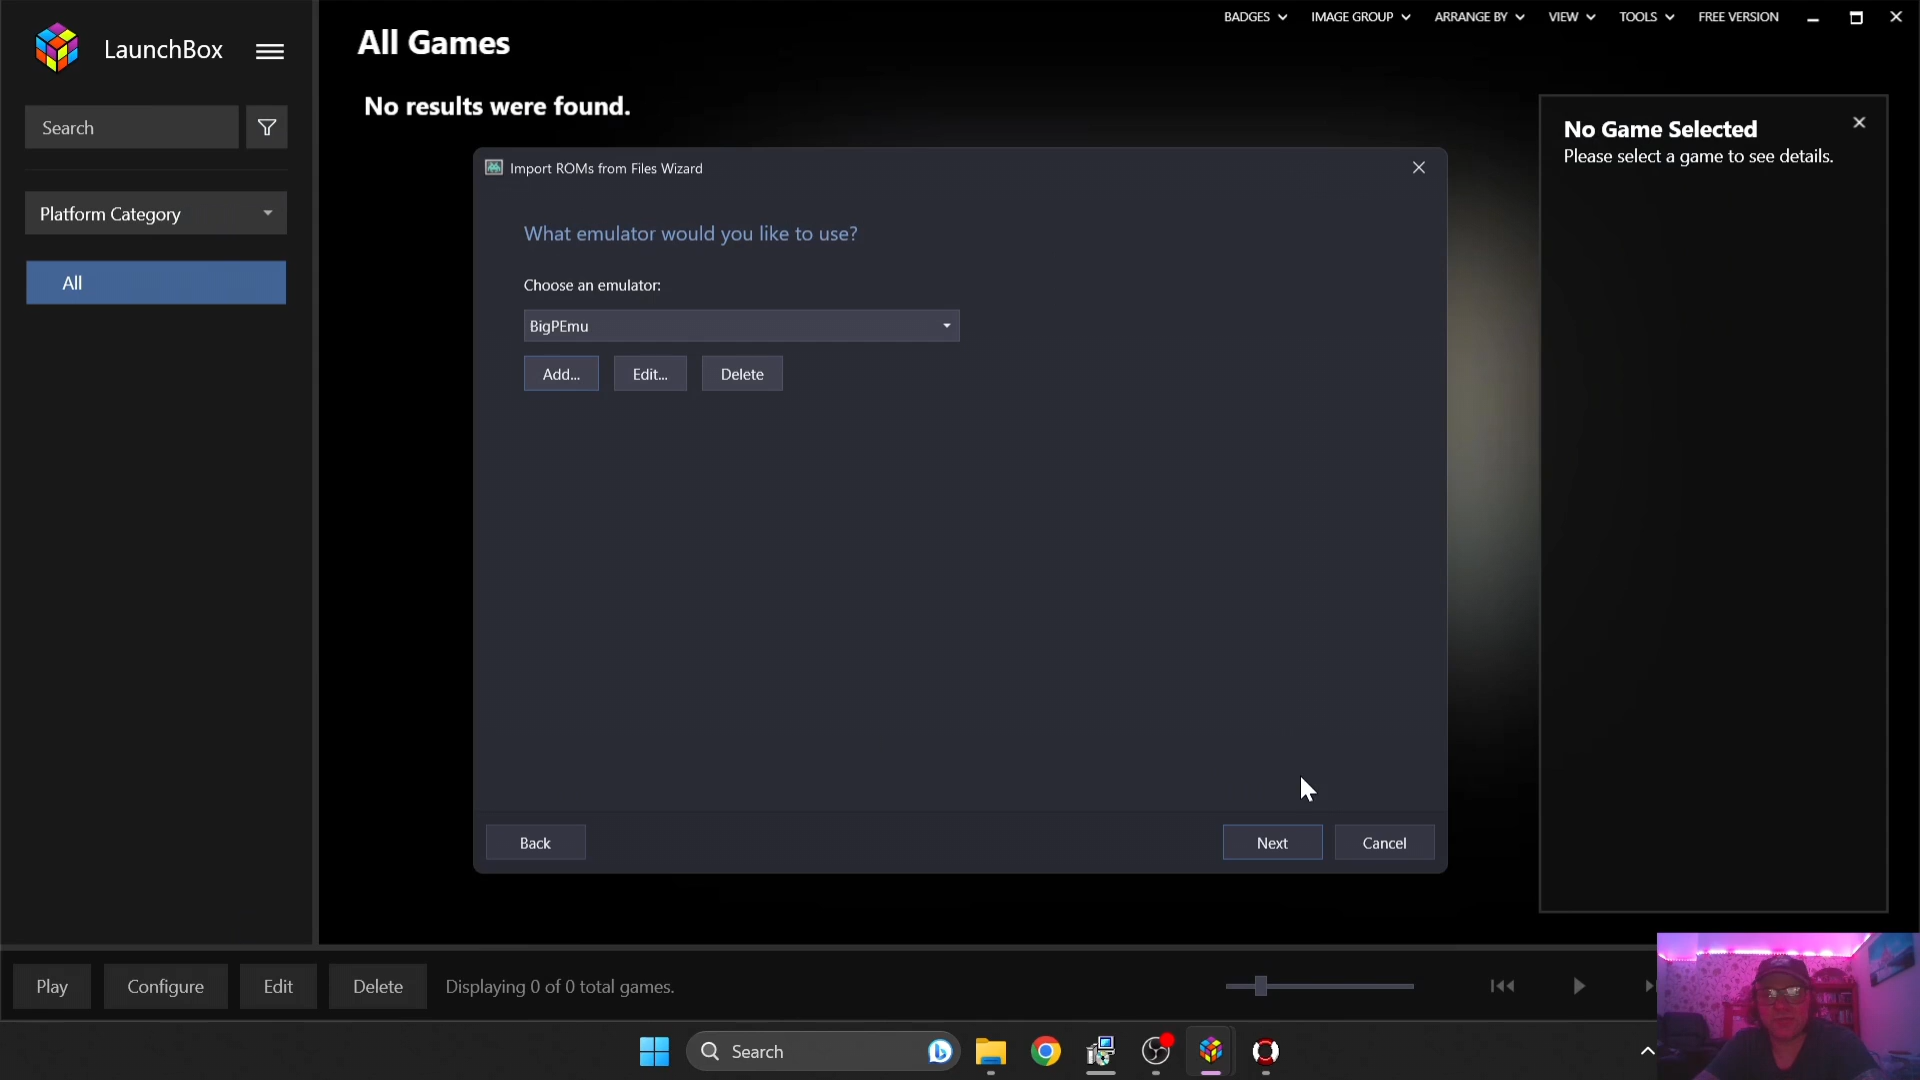 LaunchBox
Search
Platform Category
All
All Games
No results were found.
BADGES
IMAGE GROUP
ARRANGE BY
VIEW
TOOLS
FREE VERSION
Import ROMs from Files Wizard
What emulator would you like to use?
Choose an emulator:
BigPEmu
Add...
Edit...
Delete
Back
Next
Cancel
No Game Selected
Please select a game to see details.
Play
Configure
Edit
Delete
Displaying 0 of 0 total games.
Search